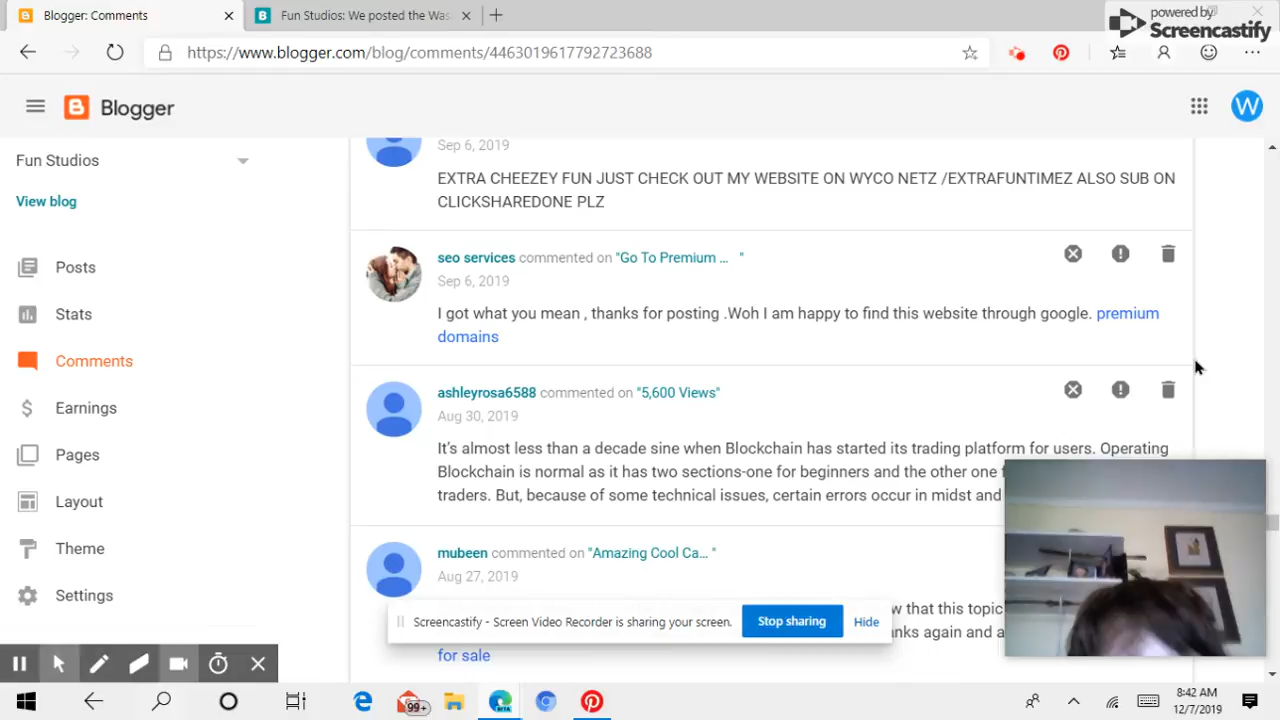 Blogger: Comments
Fun Studios: We posted the Was
powered by
Screencastify
https://www.blogger.com/blog/comments/4463019617792723688
Blogger
W
Fun Studios
View blog
Posts
Stats
Comments
Earnings
Pages
Layout
Theme
Settings
Sep 6, 2019
EXTRA CHEEZEY FUN JUST CHECK OUT MY WEBSITE ON WYCO NETZ /EXTRAFUNTIMEZ ALSO SUB ON
CLICKSHAREDONE PLZ
seo services commented on "Go To Premium ... "
Sep 6, 2019
I got what you mean , thanks for posting .Woh I am happy to find this website through google. premium
domains
ashleyrosa6588 commented on "5,600 Views"
Aug 30, 2019
It's almost less than a decade sine when Blockchain has started its trading platform for users. Operating
Blockchain is normal as it has two sections-one for beginners and the other one
traders. But, because of some technical issues, certain errors occur in midst and
mubeen commented on "Amazing Cool Ca... "
Aug 27, 2019
w that this topic
anks again and a
for sale
Screencastify - Screen Video Recorder is sharing your screen.
Stop sharing
Hide
99+
BETA
8:42 AM
12/7/2019